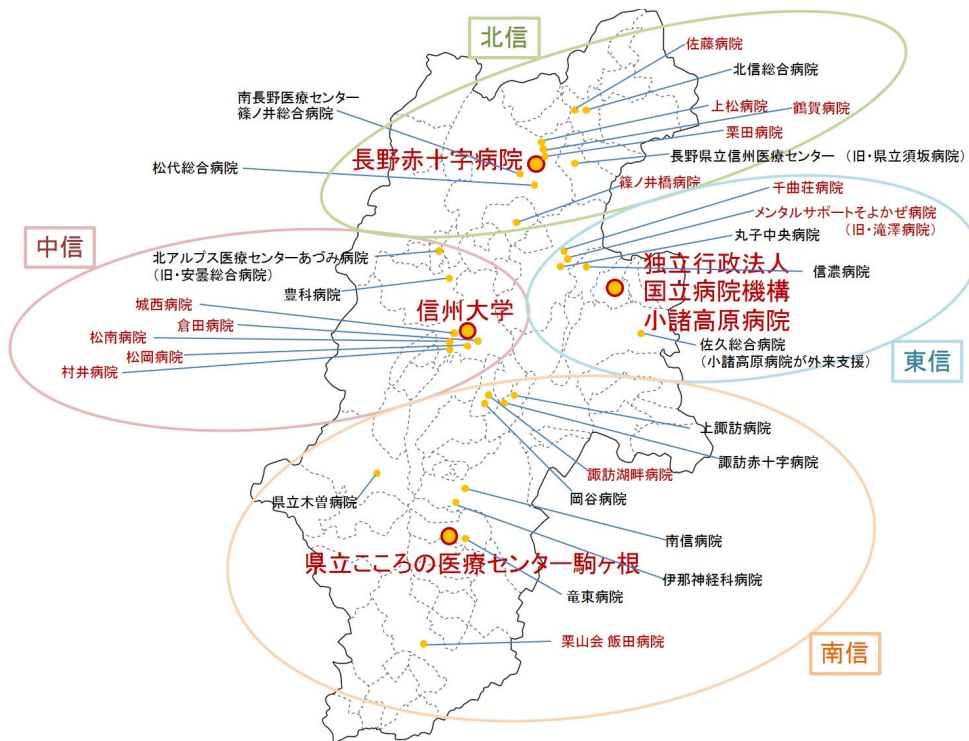 北信
佐藤病院
北信総合病院
南長野医療センター
篠ノ井総合病院
上松病院
鶴賀病院
栗田病院
長野赤十字病院
長野県立信州医療センター （旧・県立須坂病院）
松代総合病院
篠ノ井橋病院
千曲荘病院
メンタルサポートそよかぜ病院
（旧・滝澤病院）
丸子中央病院
信濃病院
中信
北アルプス医療センターあづみ病院
（旧・安曇総合病院）
豊科病院
独立行政法人
国立病院機構
小諸高原病院
信州大学
城西病院
倉田病院
松南病院
松岡病院
村井病院
佐久総合病院
（小諸高原病院が外来支援）
東信
上諏訪病院
諏訪赤十字病院
諏訪湖畔病院
岡谷病院
県立木曽病院
南信病院
県立こころの医療センター駒ヶ根
伊那神経科病院
竜東病院
栗山会 飯田病院
南信